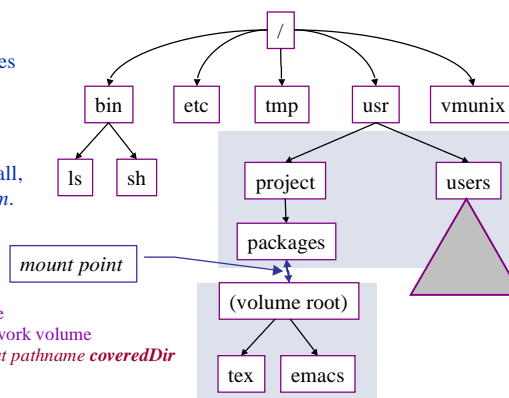 /
es
bin etc tmp usr vmunix
all,
ls sh project users
m.
packages
mount point
(volume root)
e
work volume
at pathname coveredDir
tex emacs